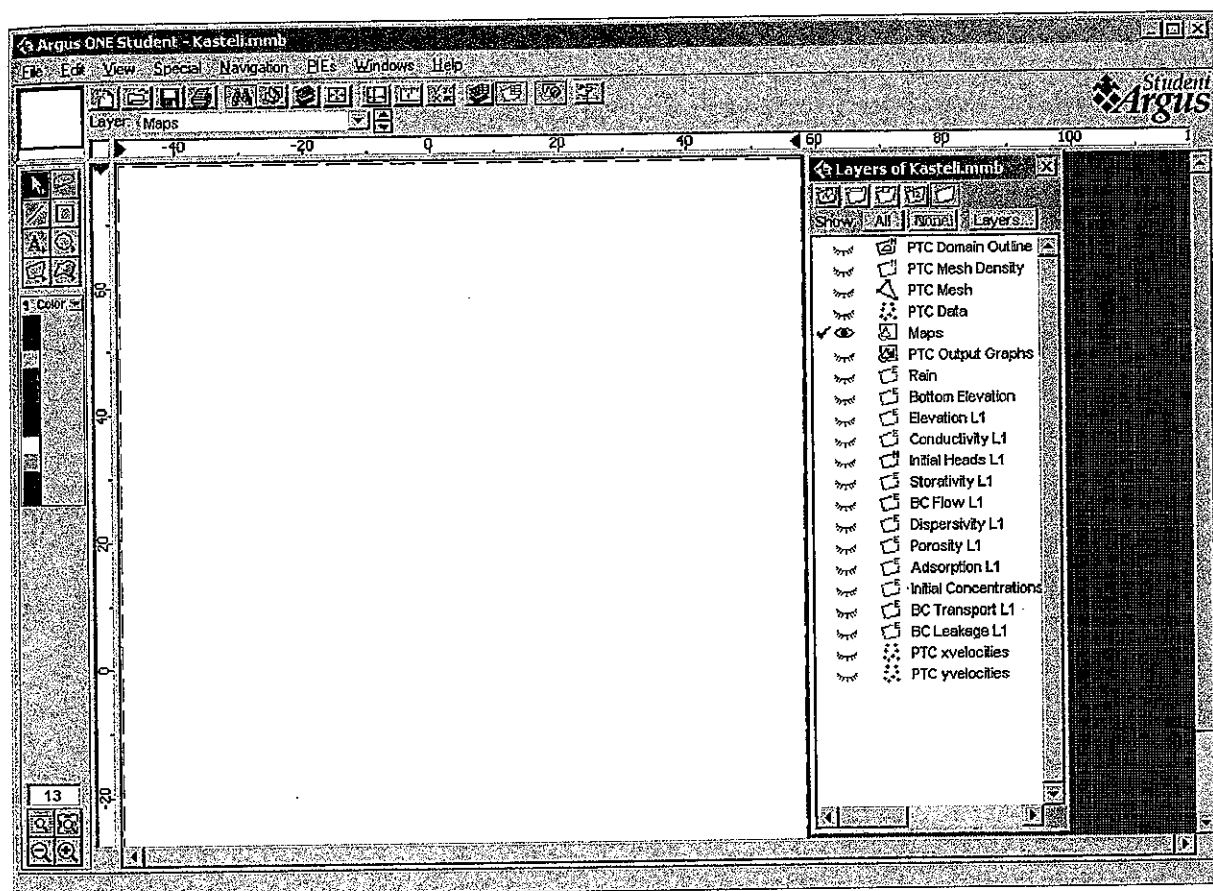 Argus ONE Student - Kasteli.mmb
File Edit View Special Navigation PIEs Windows Help
Student
Argus
Layer: Maps
-40 -20 0 20 40 60 80 100 1
Layers of Kasteli.mmb
Show: All None Layers...
PTC Domain Outline
PTC Mesh Density
PTC Mesh
PTC Data
Maps
PTC Output Graphs
Rain
Bottom Elevation
Elevation L1
Conductivity L1
Initial Heads L1
Storativity L1
BC Flow L1
Dispersivity L1
Porosity L1
Adsorption L1
Initial Concentrations
BC Transport L1
BC Leakage L1
PTC xvelocities
PTC yvelocities
Color
60
40
20
0
-20
13